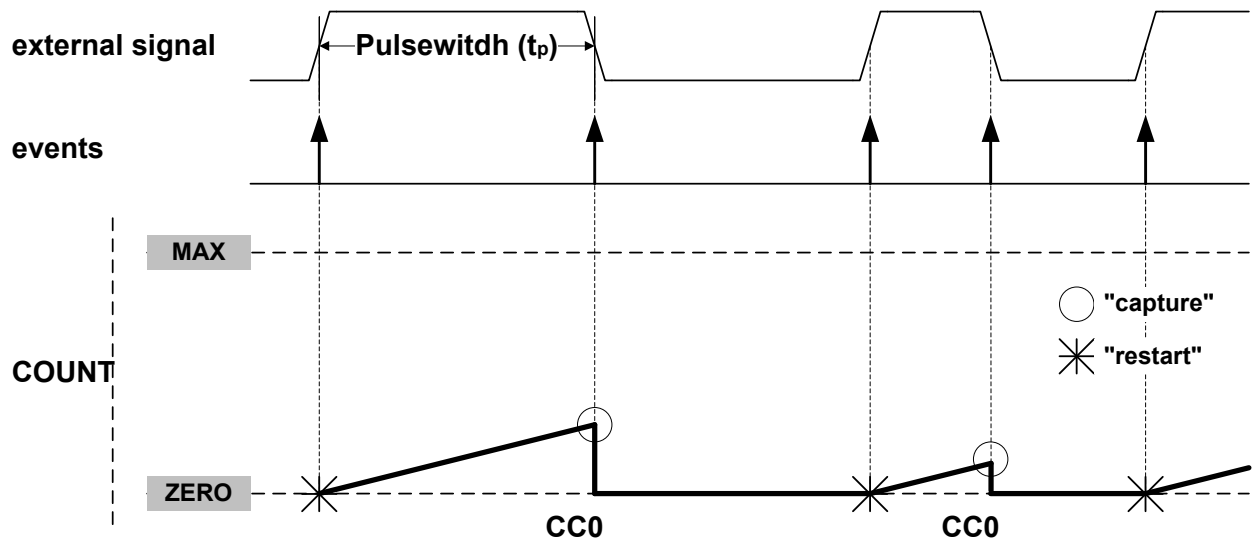 external signal
Pulsewitdh (tp)
events
MAX
"capture"
"restart"
COUNT
ZERO
CC0
CC0